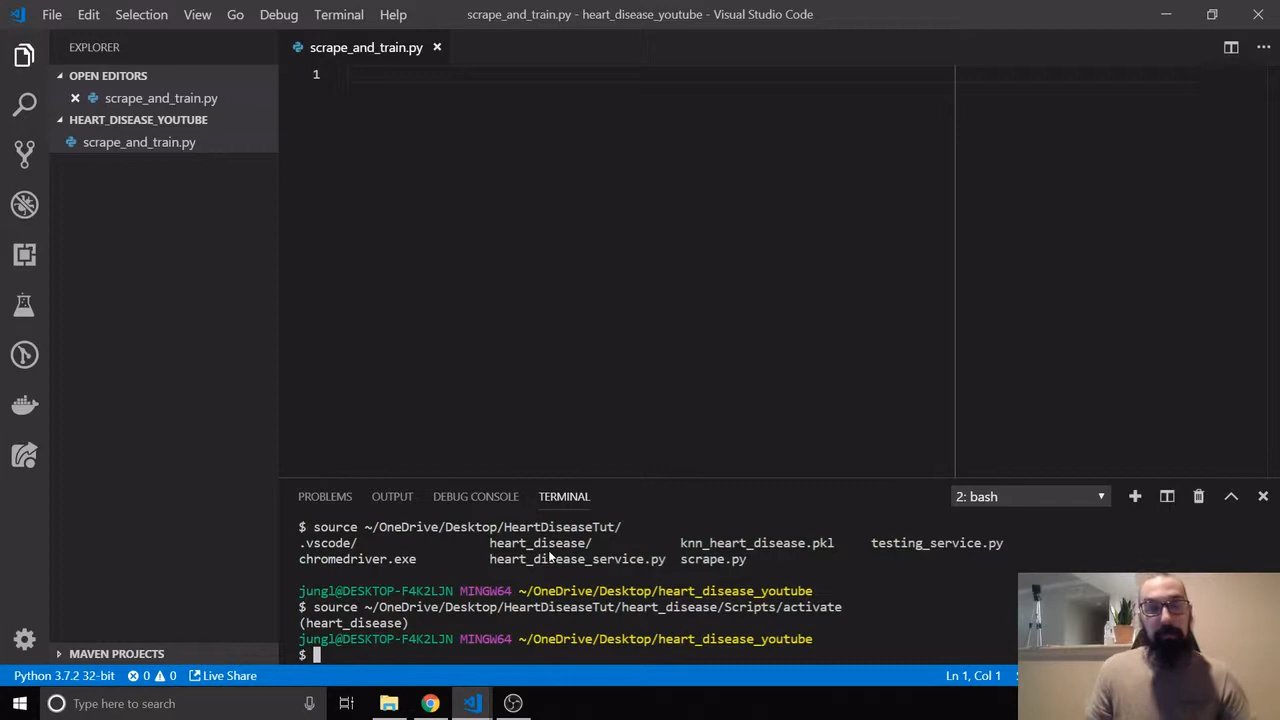 File Edit Selection View Go Debug Terminal Help scrape_and_train.py - heart_disease_youtube - Visual Studio Code
EXPLORER
scrape_and_train.py
OPEN EDITORS
scrape_and_train.py
HEART_DISEASE_YOUTUBE
scrape_and_train.py
1
PROBLEMS OUTPUT DEBUG CONSOLE TERMINAL 2: bash
$ source ~/OneDrive/Desktop/HeartDiseaseTut/
.vscode/ heart_disease/ knn_heart_disease.pkl testing_service.py
chromedriver.exe heart_disease_service.py scrape.py
jungl@DESKTOP-F4K2LJN MINGW64 ~/OneDrive/Desktop/heart_disease_youtube
$ source ~/OneDrive/Desktop/HeartDiseaseTut/heart_disease/Scripts/activate
(heart_disease)
jungl@DESKTOP-F4K2LJN MINGW64 ~/OneDrive/Desktop/heart_disease_youtube
$
MAVEN PROJECTS
Python 3.7.2 32-bit 0 0 Live Share Ln 1, Col 1
Type here to search